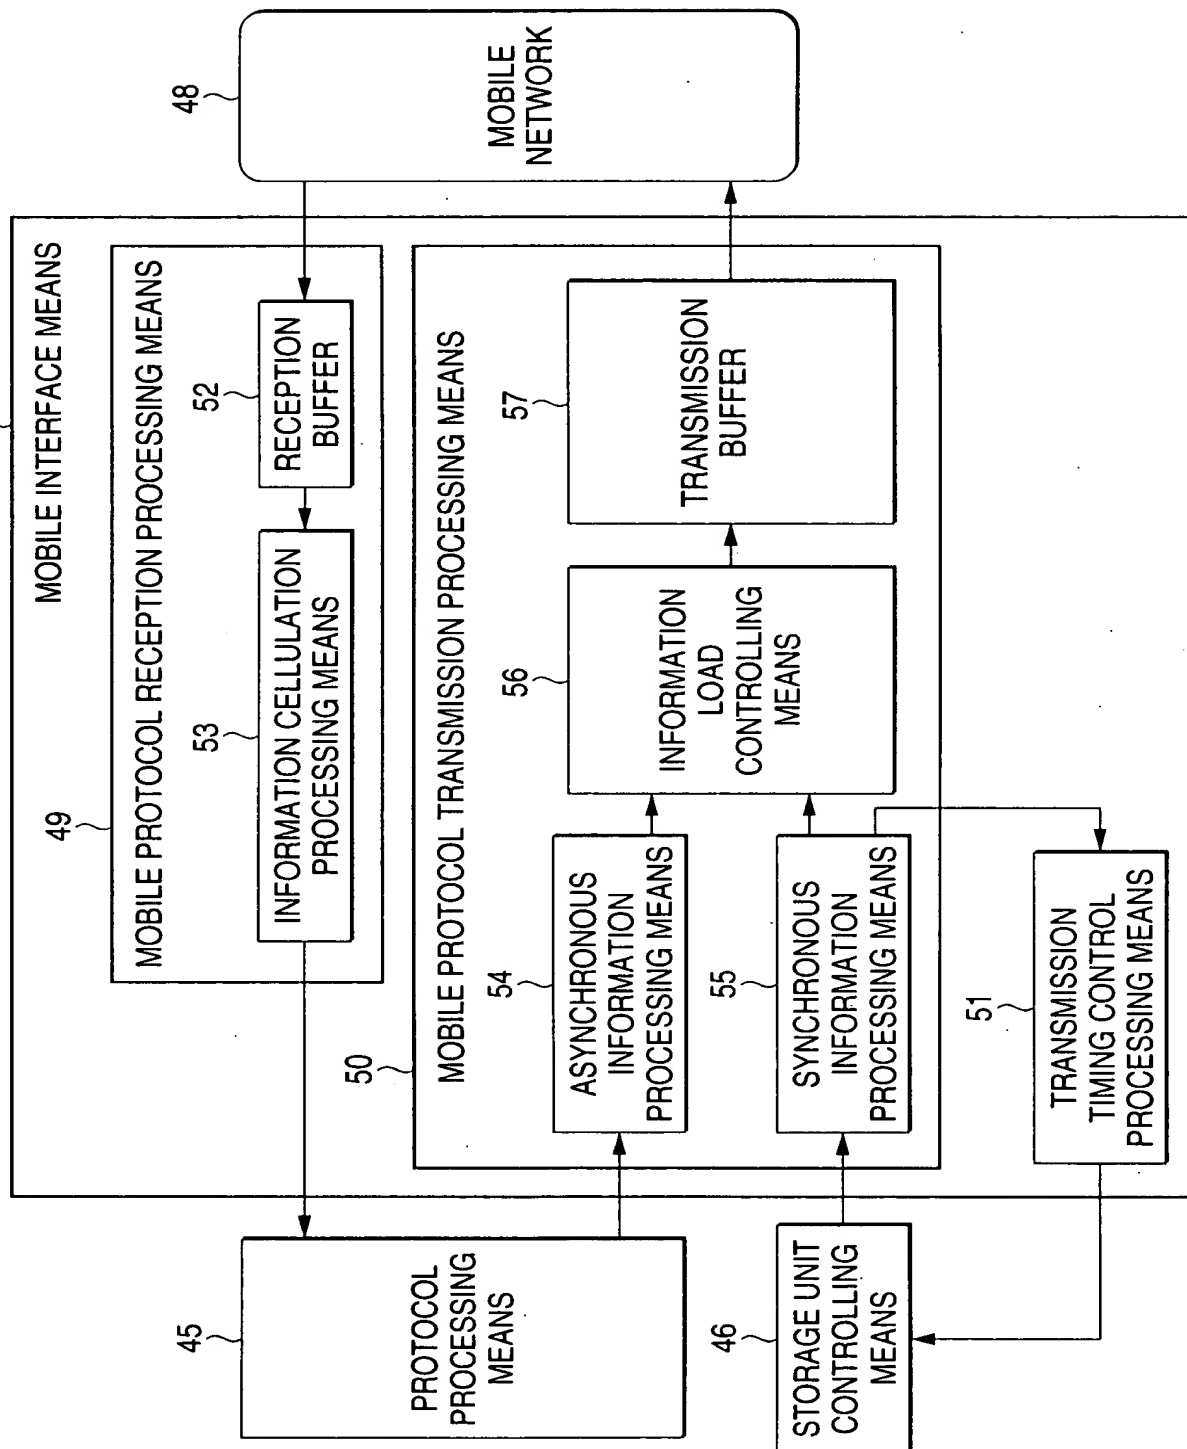 MOBILE INTERFACE MEANS
49
MOBILE PROTOCOL RECEPTION PROCESSING MEANS
53
INFORMATION CELLULATION
PROCESSING MEANS
52
RECEPTION
BUFFER
48
MOBILE
NETWORK
45
PROTOCOL
PROCESSING
MEANS
50
MOBILE PROTOCOL TRANSMISSION PROCESSING MEANS
54
ASYNCHRONOUS
INFORMATION
PROCESSING MEANS
55
SYNCHRONOUS
INFORMATION
PROCESSING MEANS
56
INFORMATION
LOAD
CONTROLLING
MEANS
57
TRANSMISSION
BUFFER
46
STORAGE UNIT
CONTROLLING
MEANS
51
TRANSMISSION
TIMING CONTROL
PROCESSING MEANS